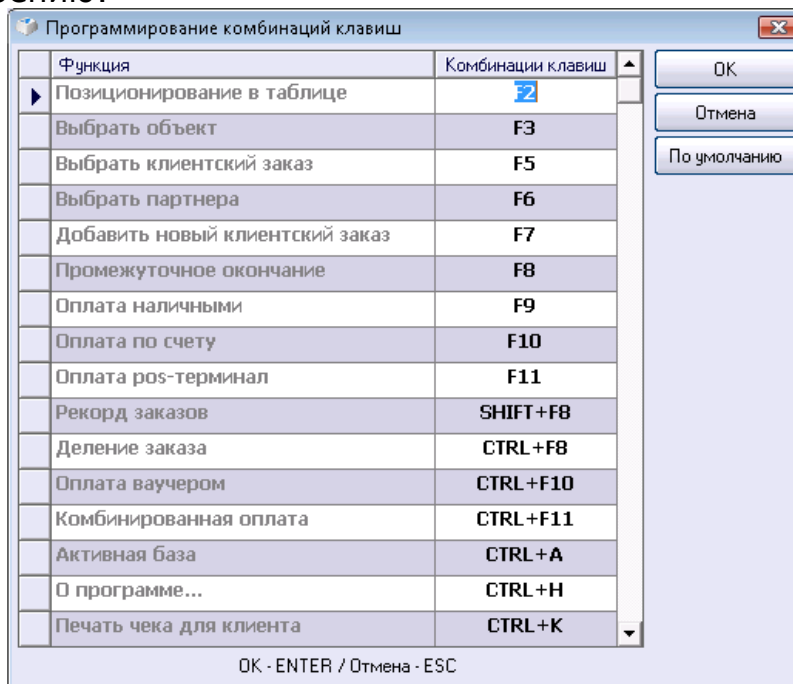 Программирование комбинаций клавиш
Функция Комбинации клавиш
Позиционирование в таблице F2
Выбрать объект F3
Выбрать клиентский заказ F5
Выбрать партнера F6
Добавить новый клиентский заказ F7
Промежуточное окончание F8
Оплата наличными F9
Оплата по счету F10
Оплата pos-терминал F11
Рекорд заказов SHIFT+F8
Деление заказа CTRL+F8
Оплата ваучером CTRL+F10
Комбинированная оплата CTRL+F11
Активная база CTRL+A
О программе... CTRL+H
Печать чека для клиента CTRL+K
OK
Отмена
По умолчанию
OK - ENTER / Отмена - ESC